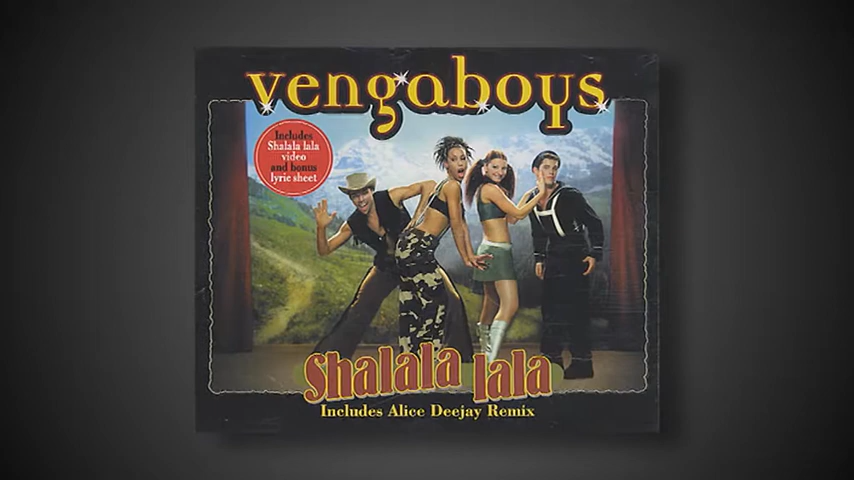 vengaboys
Includes
Shalala lala
video
and bonus
lyric sheet
Shalala lala
Includes Alice Deejay Remix